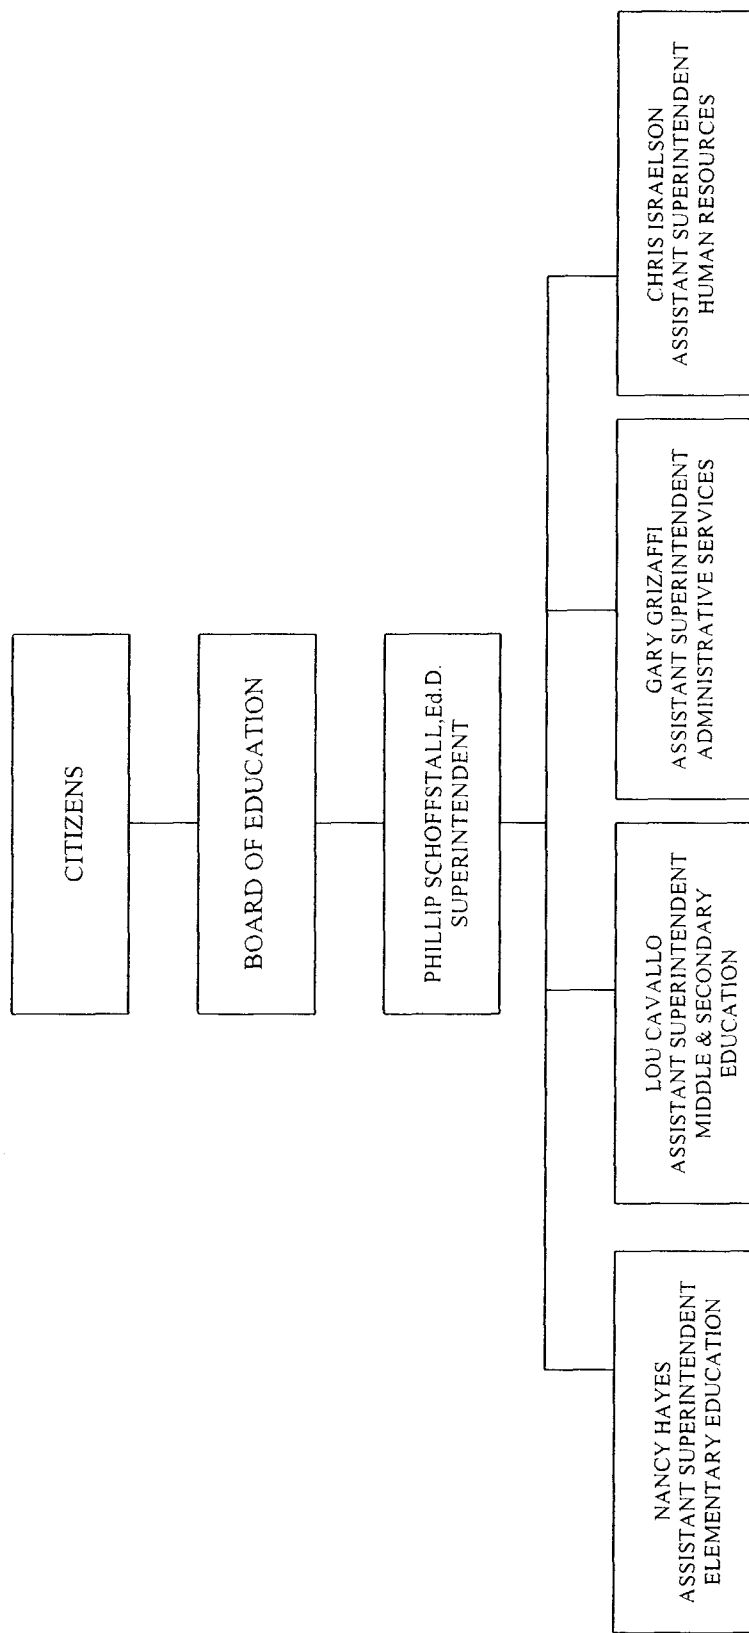 CITIZENS
BOARD OF EDUCATION
PHILLIP SCHOFFSTALL,Ed.D.
SUPERINTENDENT
NANCY HAYES
ASSISTANT SUPERINTENDENT
ELEMENTARY EDUCATION
LOU CAVALLO
ASSISTANT SUPERINTENDENT
MIDDLE & SECONDARY
EDUCATION
GARY GRIZAFFI
ASSISTANT SUPERINTENDENT
ADMINISTRATIVE SERVICES
CHRIS ISRAELSON
ASSISTANT SUPERINTENDENT
HUMAN RESOURCES